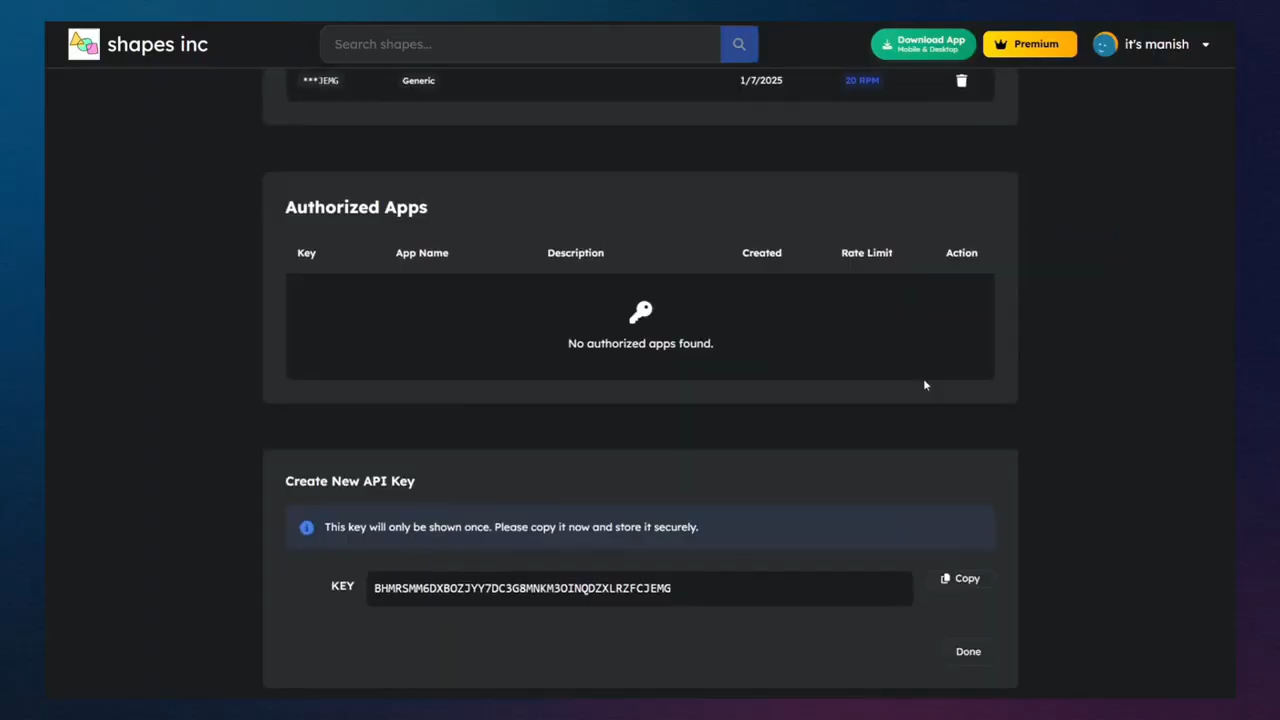 shapes inc
Search shapes...
Download App
Mobile & Desktop
Premium
it's manish
***JEMG Generic 1/7/2025 20 RPM
Authorized Apps
Key App Name Description Created Rate Limit Action
No authorized apps found.
Create New API Key
This key will only be shown once. Please copy it now and store it securely.
KEY BHMRSMM6DXBOZJYY7DC3G8MNKM3OINQDZXLRZFCJEMG Copy
Done